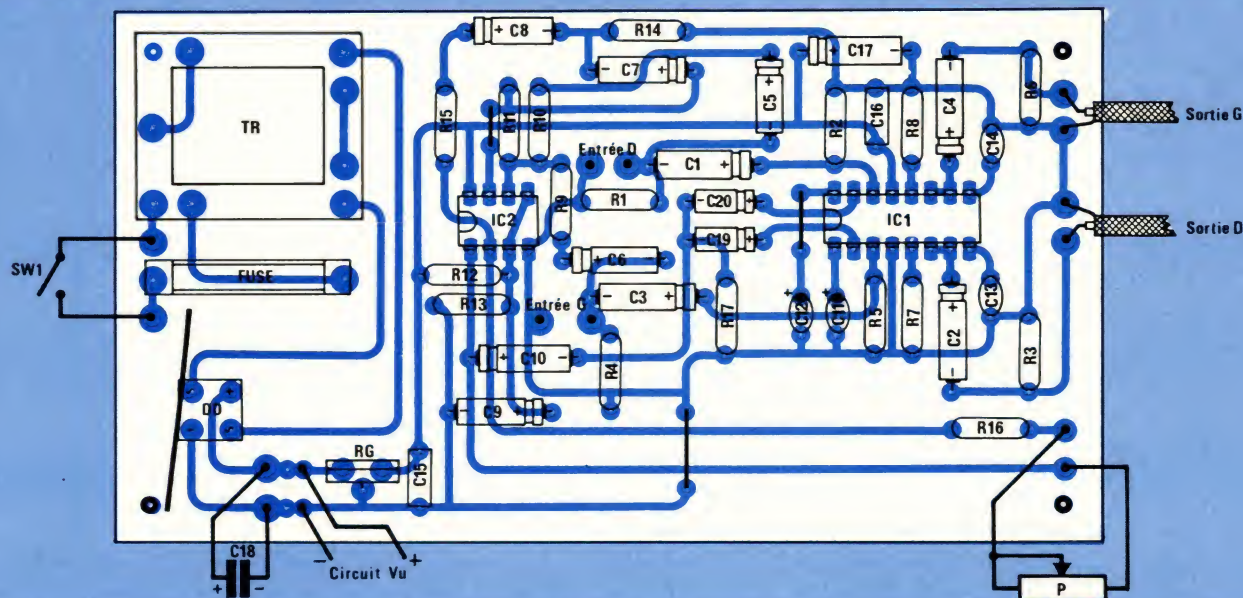 C8
R14
C17
C7
R6
TR
R15
R11
R10
C5
R2
C16
R8
C4
C14
Sortie G
Entrée D
C1
R9
R1
C20
IC2
IC1
C19
Sortie D
SW1
FUSE
C6
R12
C3
R13
Entrée G
R17
C12
C11
R5
R7
C2
C13
R3
C10
R4
C9
R16
RG
C15
C18
Circuit Vu
P